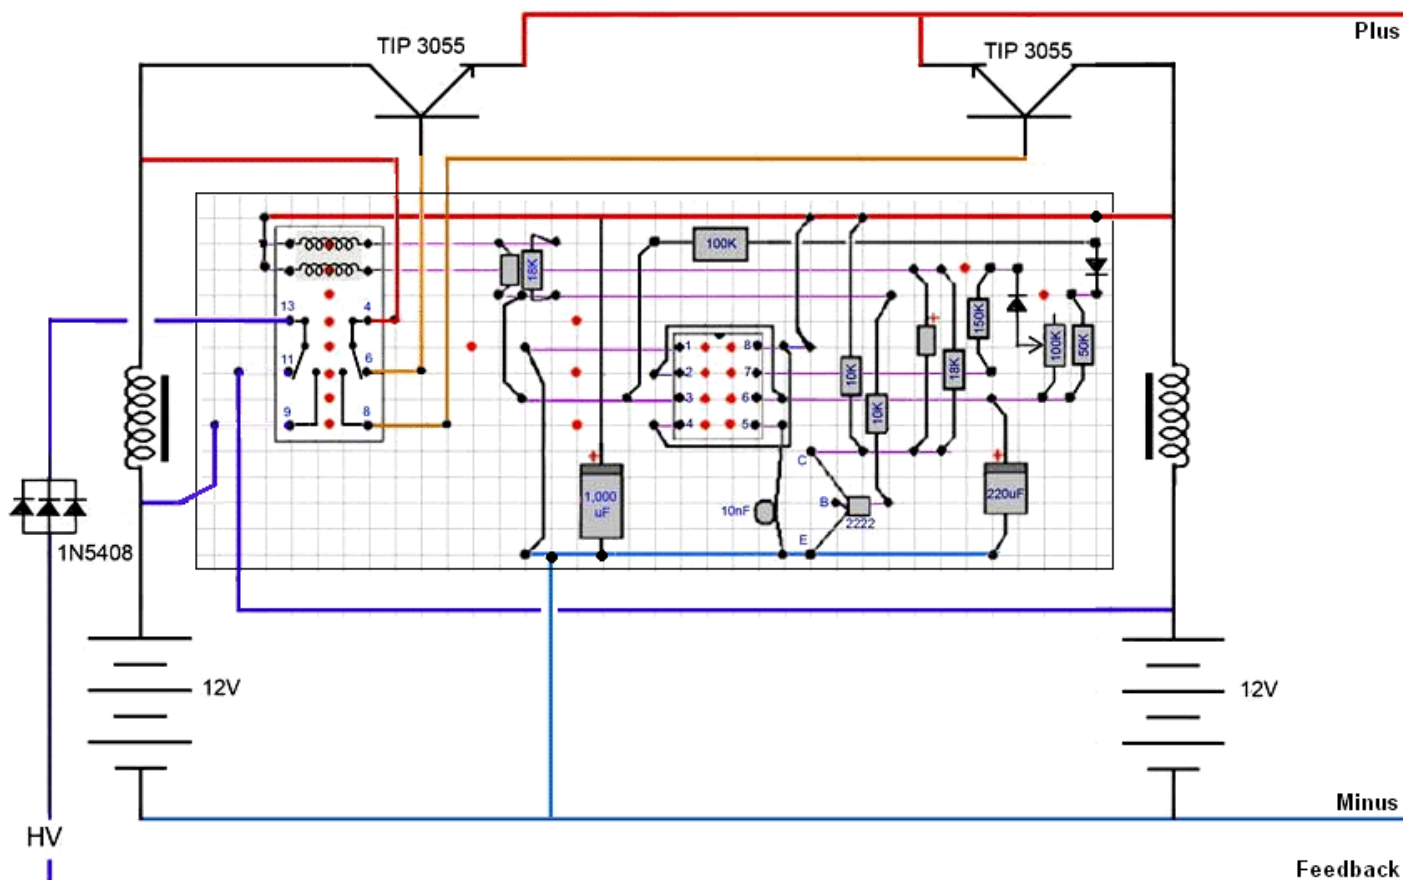 Plus
TIP 3055
TIP 3055
100K
18K
13
4
11
6
9
8
1
2
3
4
8
7
6
5
+
1,000
uF
10nF
C
B
E
2222
10K
10K
+
18K
150K
100K
50K
+
220uF
1N5408
12V
12V
HV
Minus
Feedback